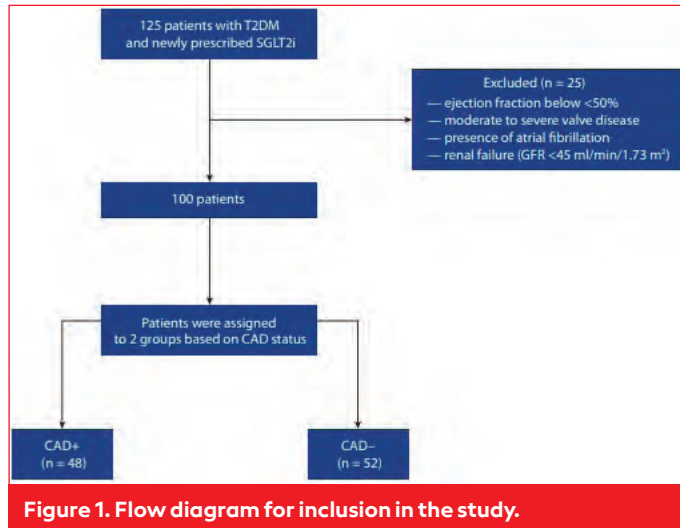 125 patients with T2DM
and newly prescribed SGLT2i
Excluded (n = 25)
— ejection fraction below <50%
— moderate to severe valve disease
— presence of atrial fibrillation
— renal failure (GFR <45 ml/min/1.73 m²)
100 patients
Patients were assigned
to 2 groups based on CAD status
CAD+
(n = 48)
CAD–
(n = 52)
Figure 1. Flow diagram for inclusion in the study.